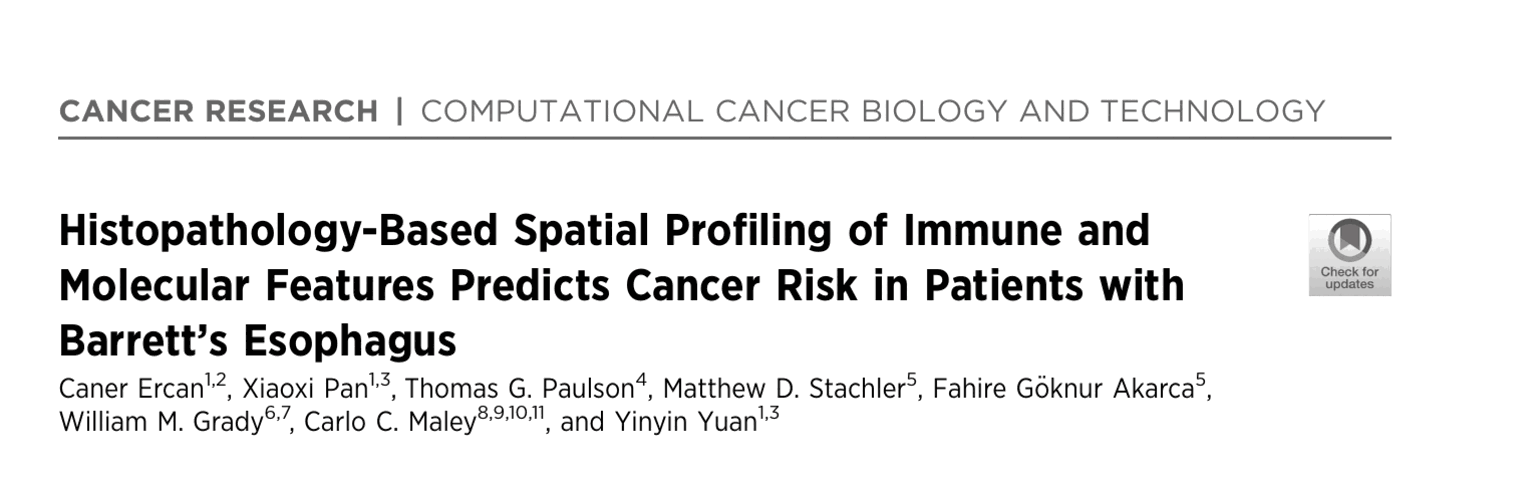 CANCER RESEARCH | COMPUTATIONAL CANCER BIOLOGY AND TECHNOLOGY
Histopathology-Based Spatial Profiling of Immune and
Molecular Features Predicts Cancer Risk in Patients with
Barrett’s Esophagus
Check for
updates
Caner Ercan1,2, Xiaoxi Pan1,3, Thomas G. Paulson4, Matthew D. Stachler5, Fahire Göknur Akarca5,
William M. Grady6,7, Carlo C. Maley8,9,10,11, and Yinyin Yuan1,3